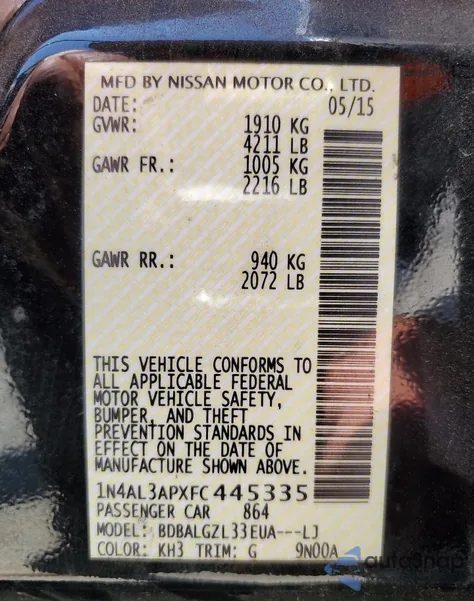 MFD BY NISSAN MOTOR CO., LTD.
DATE: 05/15
GVWR: 1910 KG
4211 LB
GAWR FR.: 1005 KG
2216 LB
GAWR RR.: 940 KG
2072 LB
THIS VEHICLE CONFORMS TO
ALL APPLICABLE FEDERAL
MOTOR VEHICLE SAFETY,
BUMPER, AND THEFT
PREVENTION STANDARDS IN
EFFECT ON THE DATE OF
MANUFACTURE SHOWN ABOVE.
1N4AL3APXFC445335
PASSENGER CAR 864
MODEL: BDBALGZL33EUA---LJ
COLOR: KH3 TRIM: G 9N00A
autosnap